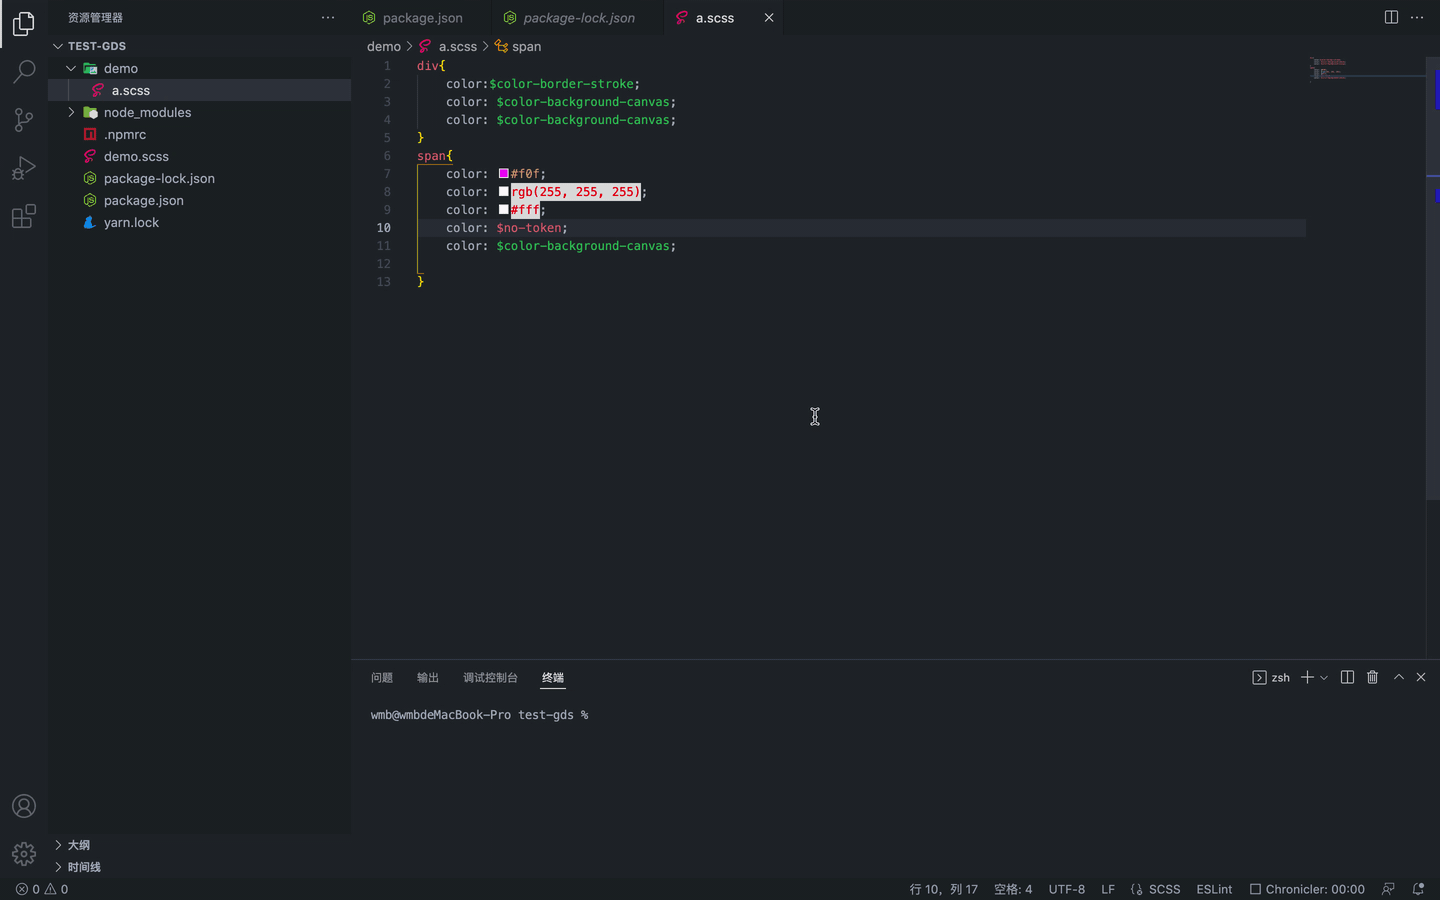 资源管理器
package.json
package-lock.json
a.scss
TEST-GDS
demo
a.scss
node_modules
.npmrc
demo.scss
package-lock.json
package.json
yarn.lock
demo > a.scss > span
1 div{
2 color:$color-border-stroke;
3 color: $color-background-canvas;
4 color: $color-background-canvas;
5 }
6 span{
7 color: #f0f;
8 color: rgb(255, 255, 255);
9 color: #fff;
10 color: $no-token;
11 color: $color-background-canvas;
12
13 }
问题 输出 调试控制台 终端
zsh
wmb@wmbdeMacBook-Pro test-gds %
大纲
时间线
0 0
行 10，列 17 空格: 4 UTF-8 LF {} SCSS ESLint Chronicler: 00:00